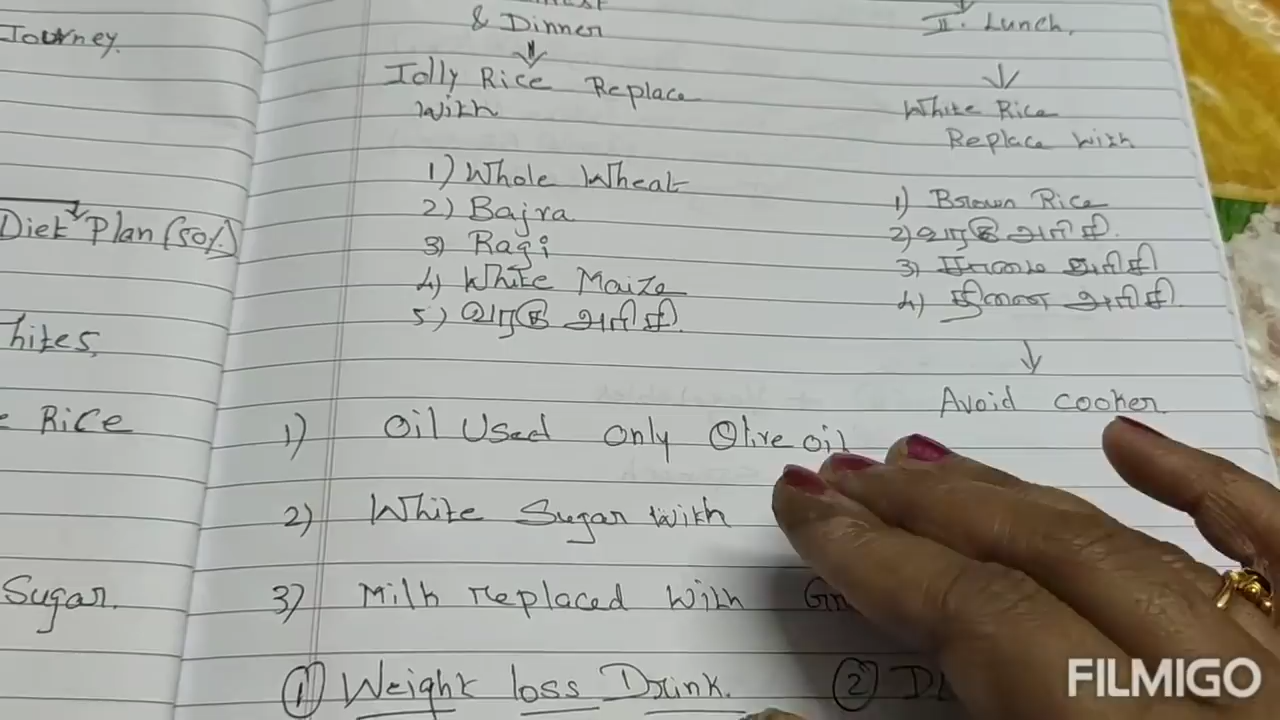 Journey.
Diet Plan (50%)
Rice
Sugar.
& Dinner
Idly Rice Replace
With
1) Whole Wheat
2) Bajra
3) Ragi
4) White Maize
5) வரகு அரிசி
II. Lunch,
White Rice
Replace with
1) Brown Rice
2) வரகு அரிசி.
3) அரிசி
4) தினை அரிசி
Avoid cooker
1) Oil Used Only Olive oil
2) White Sugar with
3) Milk replaced with
① Weight loss Drink.
②
FILMIGO